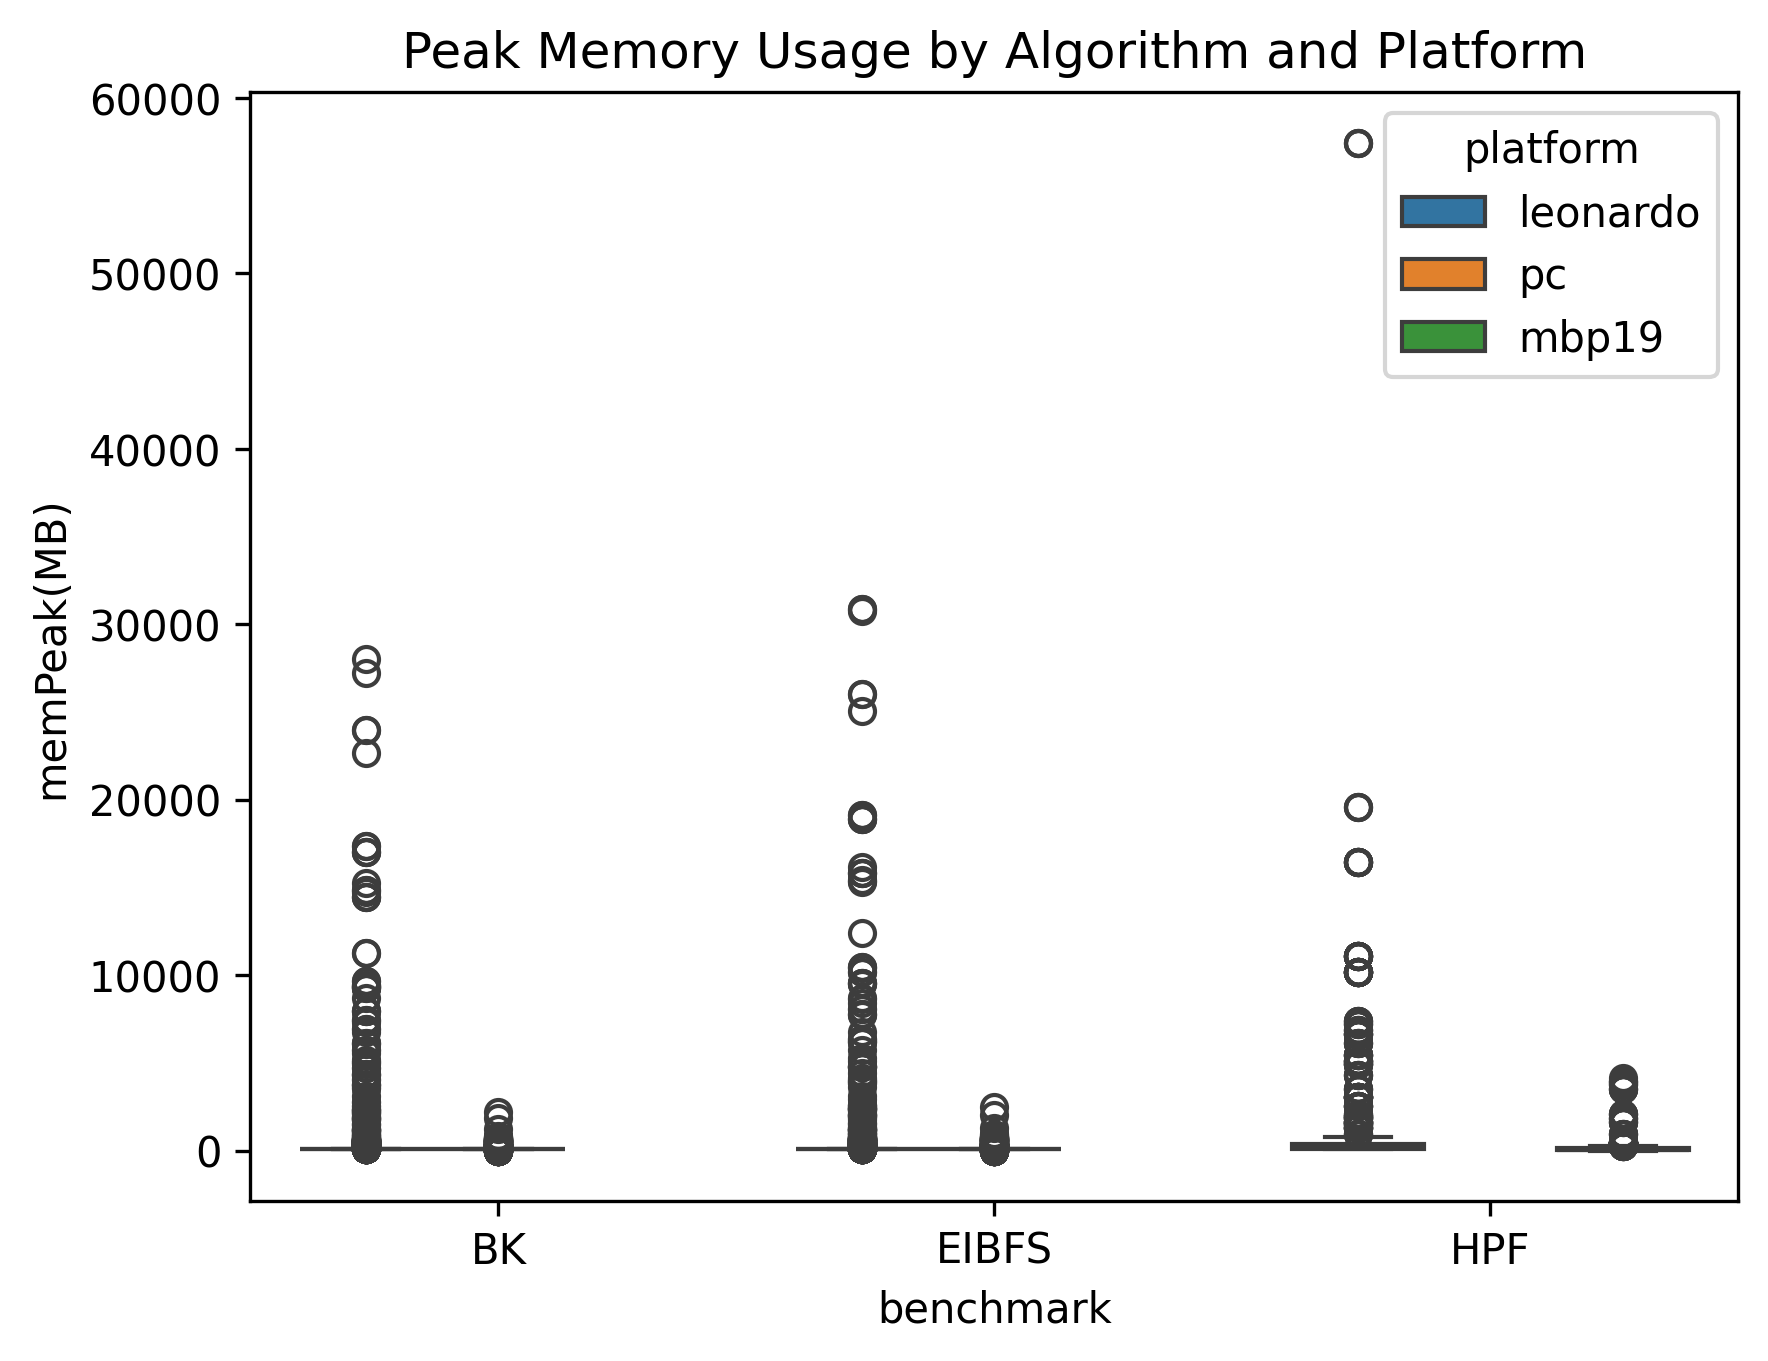 Peak Memory Usage by Algorithm and Platform
60000
50000
40000
30000
20000
10000
0
memPeak(MB)
platform
leonardo
pc
mbp19
BK
EIBFS
HPF
benchmark